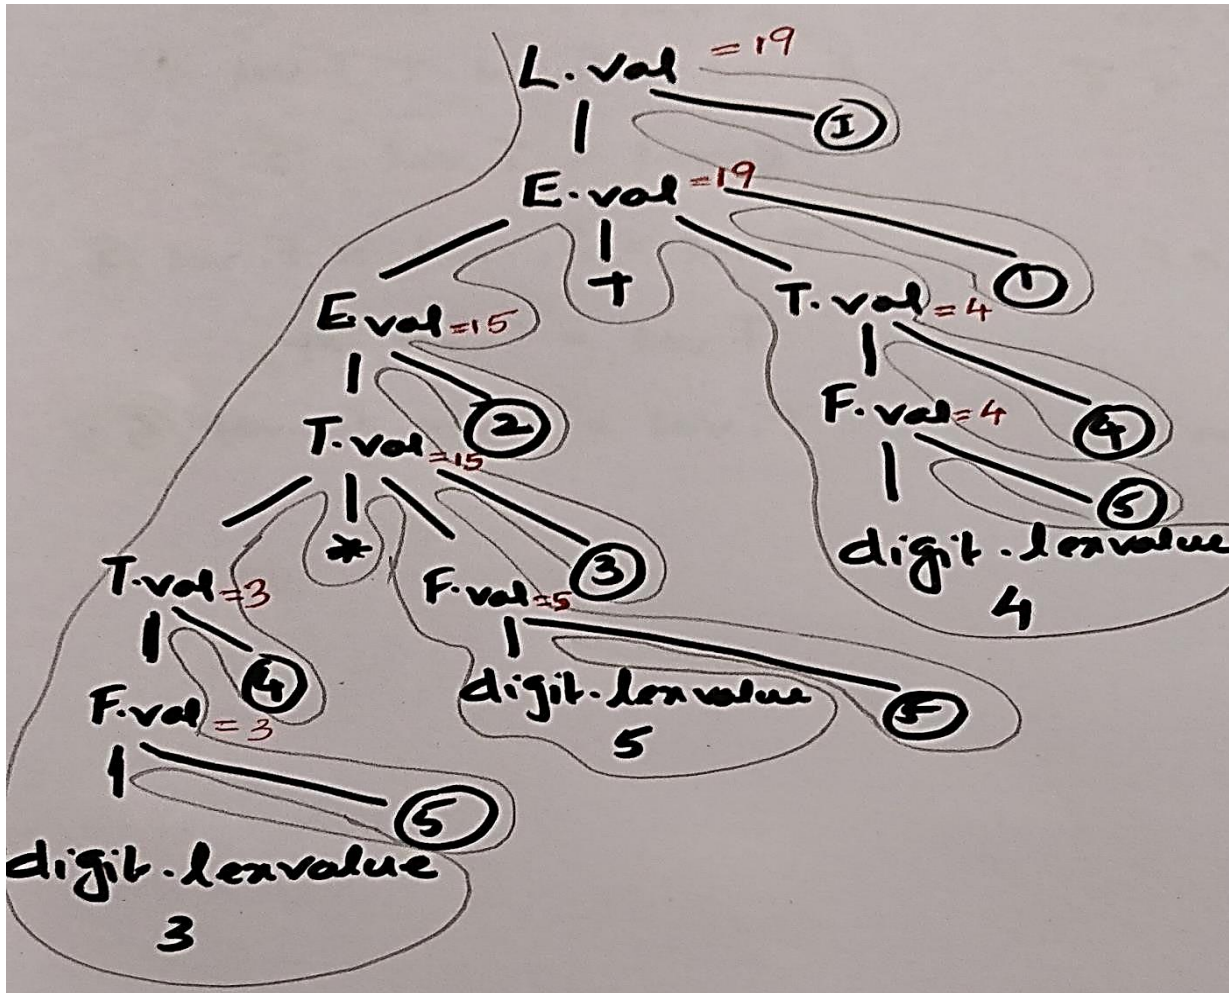 L.val = 19
I
E.val = 19
E.val = 15 + T.val = 4 1
T.val = 15 2 F.val = 4 4
* 5
T.val = 3 F.val = 5 3 digit.lexvalue
4
4
F.val = 3 digit.lexvalue 5
5
5
digit.lexvalue
3